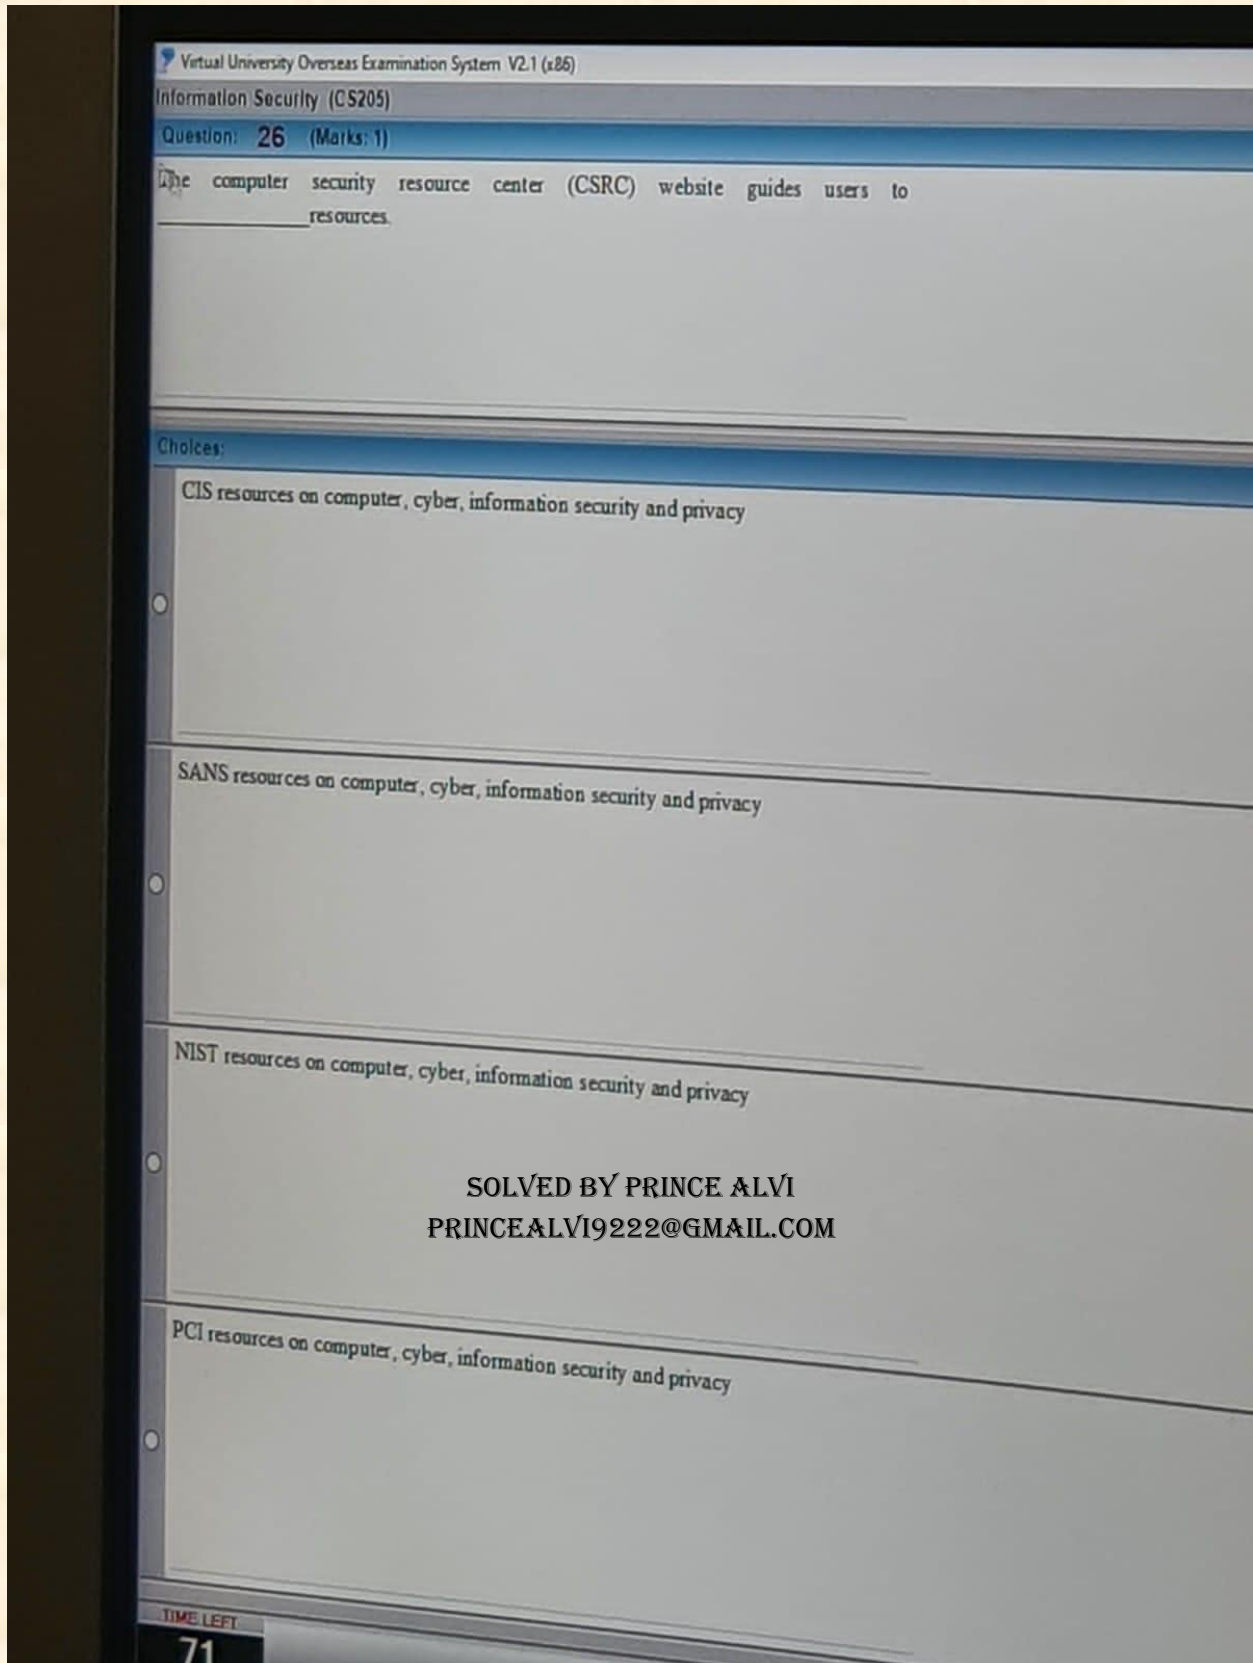 Virtual University Overseas Examination System V2.1 (x86)
Information Security (CS205)
Question: 26 (Marks: 1)
The computer security resource center (CSRC) website guides users to
______________resources.
Choices:
CIS resources on computer, cyber, information security and privacy
SANS resources on computer, cyber, information security and privacy
NIST resources on computer, cyber, information security and privacy
SOLVED BY PRINCE ALVI
PRINCEALVI9222@GMAIL.COM
PCI resources on computer, cyber, information security and privacy
TIME LEFT
71